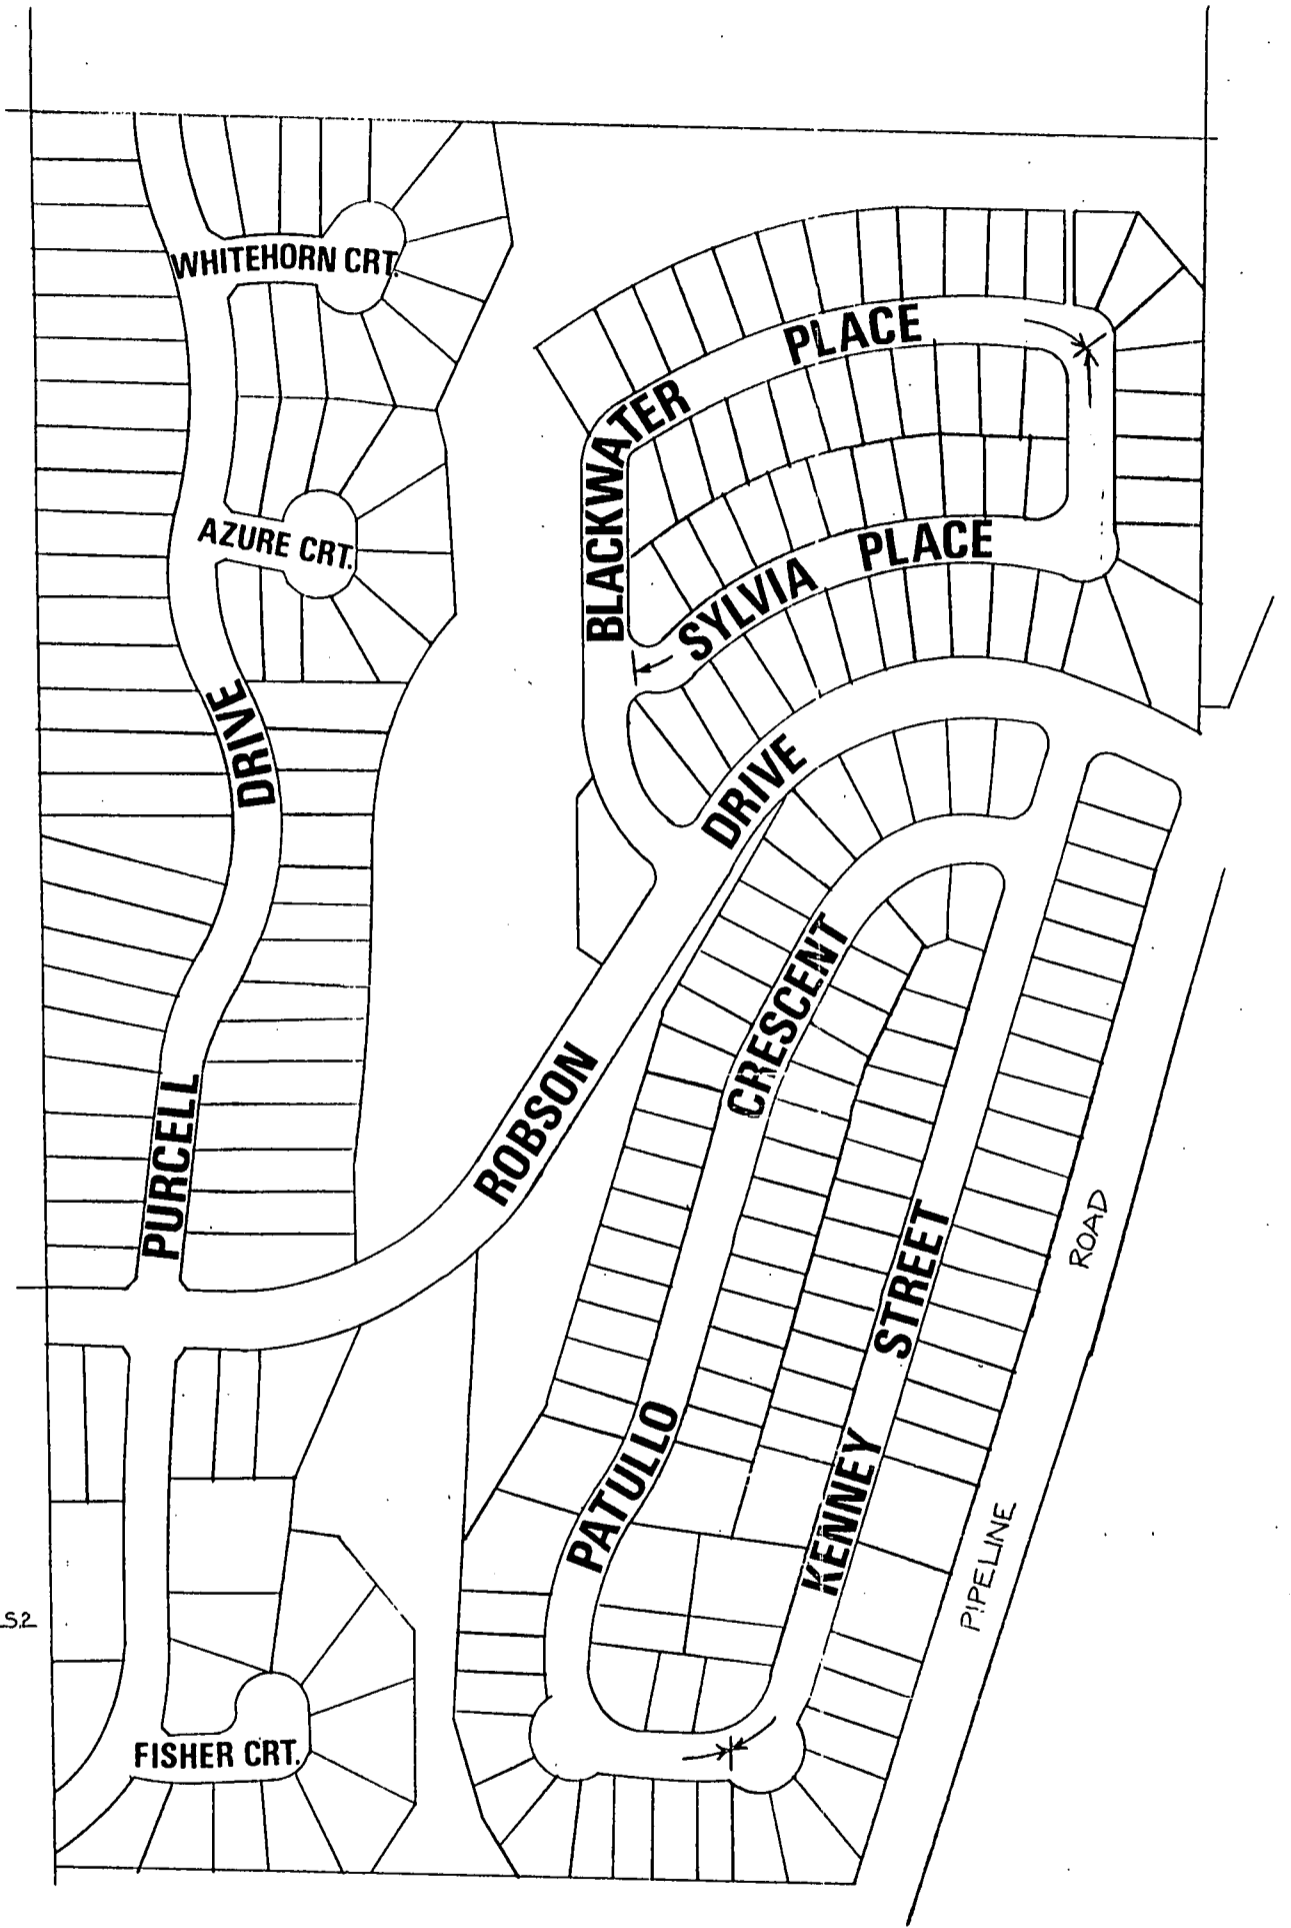 WHITEHORN CRT.
PLACE
BLACKWATER
AZURE CRT.
PLACE
SYLVIA
DRIVE
DRIVE
CRESCENT
ROBSON
PURCELL
ROAD
STREET
PATULLO
KENNEY
PIPELINE
S.2
FISHER CRT.